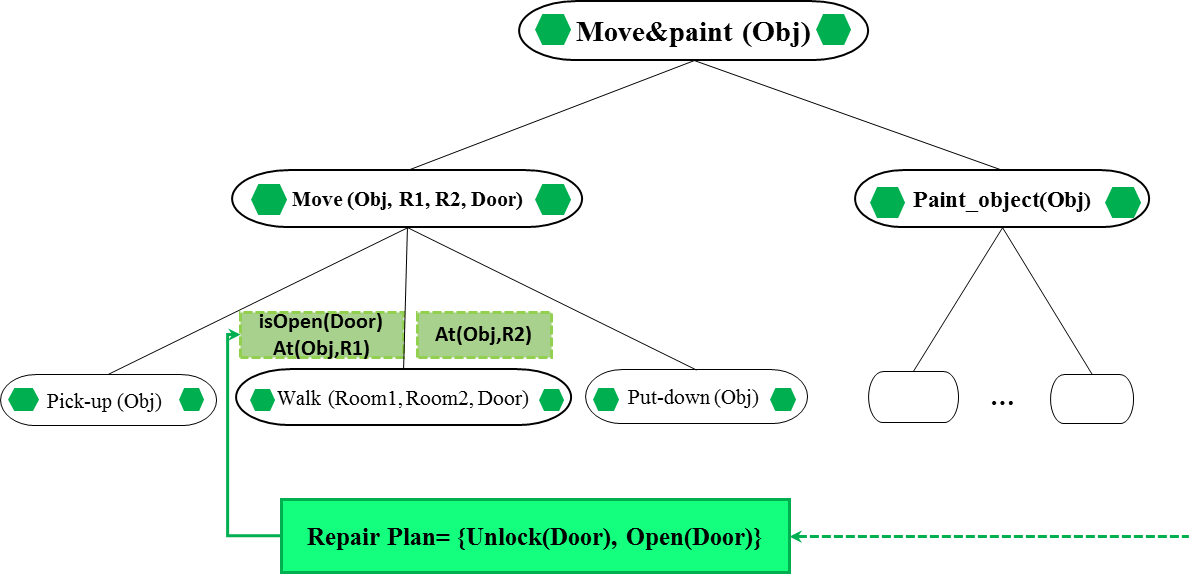 Move&paint (Obj)
Move (Obj, R1, R2, Door)
Paint_object(Obj)
isOpen(Door)
At(Obj,R1)
At(Obj,R2)
Pick-up (Obj)
Walk (Room1, Room2, Door)
Put-down (Obj)
...
Repair Plan= {Unlock(Door), Open(Door)}